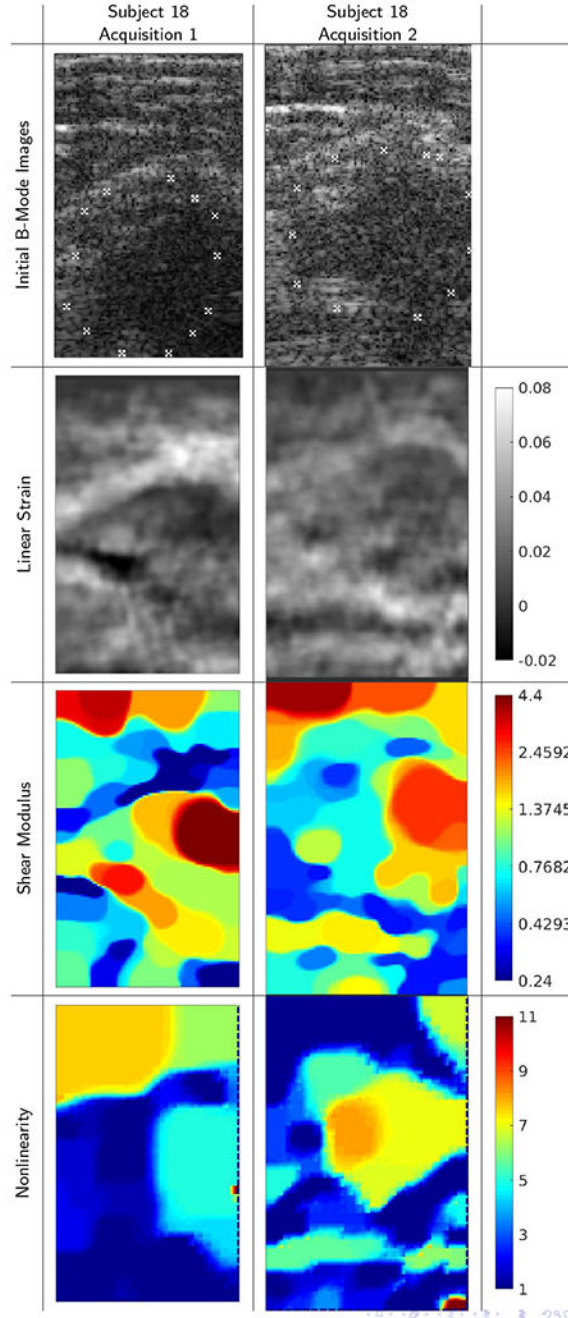 Subject 18
Acquisition 1
Subject 18
Acquisition 2
Initial B-Mode Images
Linear Strain
0.08
0.06
0.04
0.02
0
-0.02
Shear Modulus
4.4
2.4592
1.3745
0.7682
0.4293
0.24
Nonlinearity
11
9
7
5
3
1